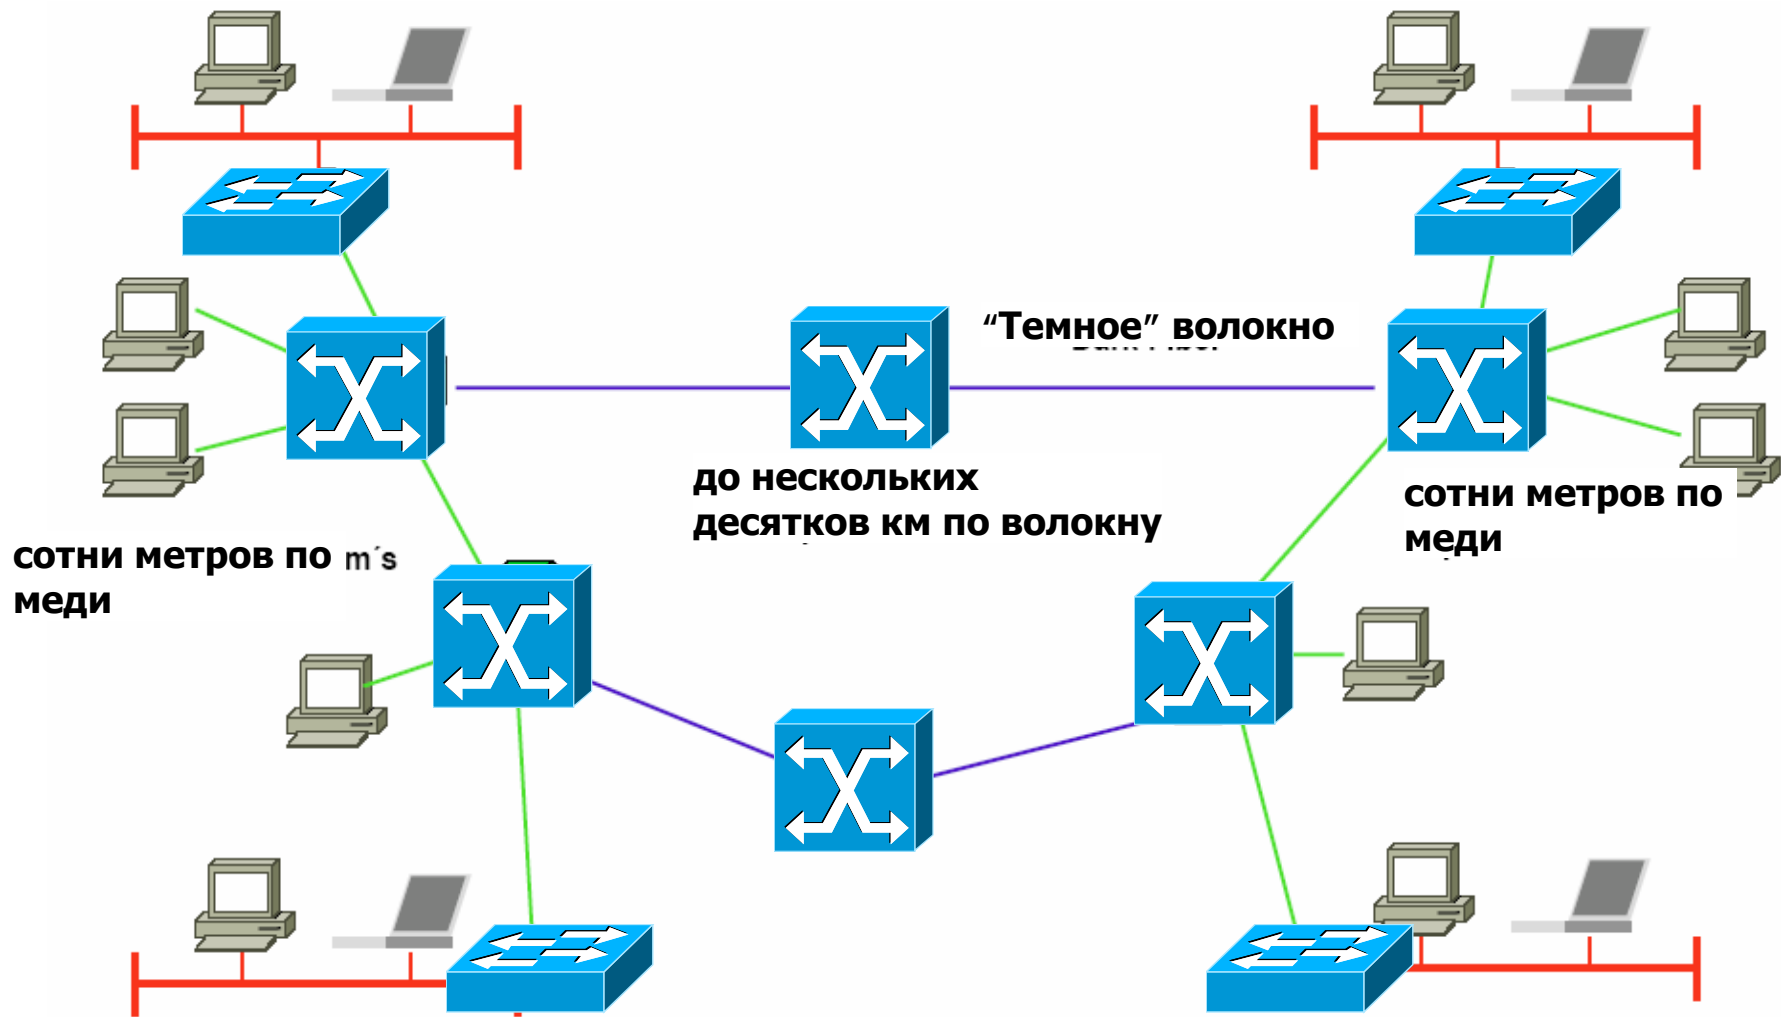 “Темное” волокно
до нескольких
десятков км по волокну
сотни метров по
меди
сотни метров по m´s
меди